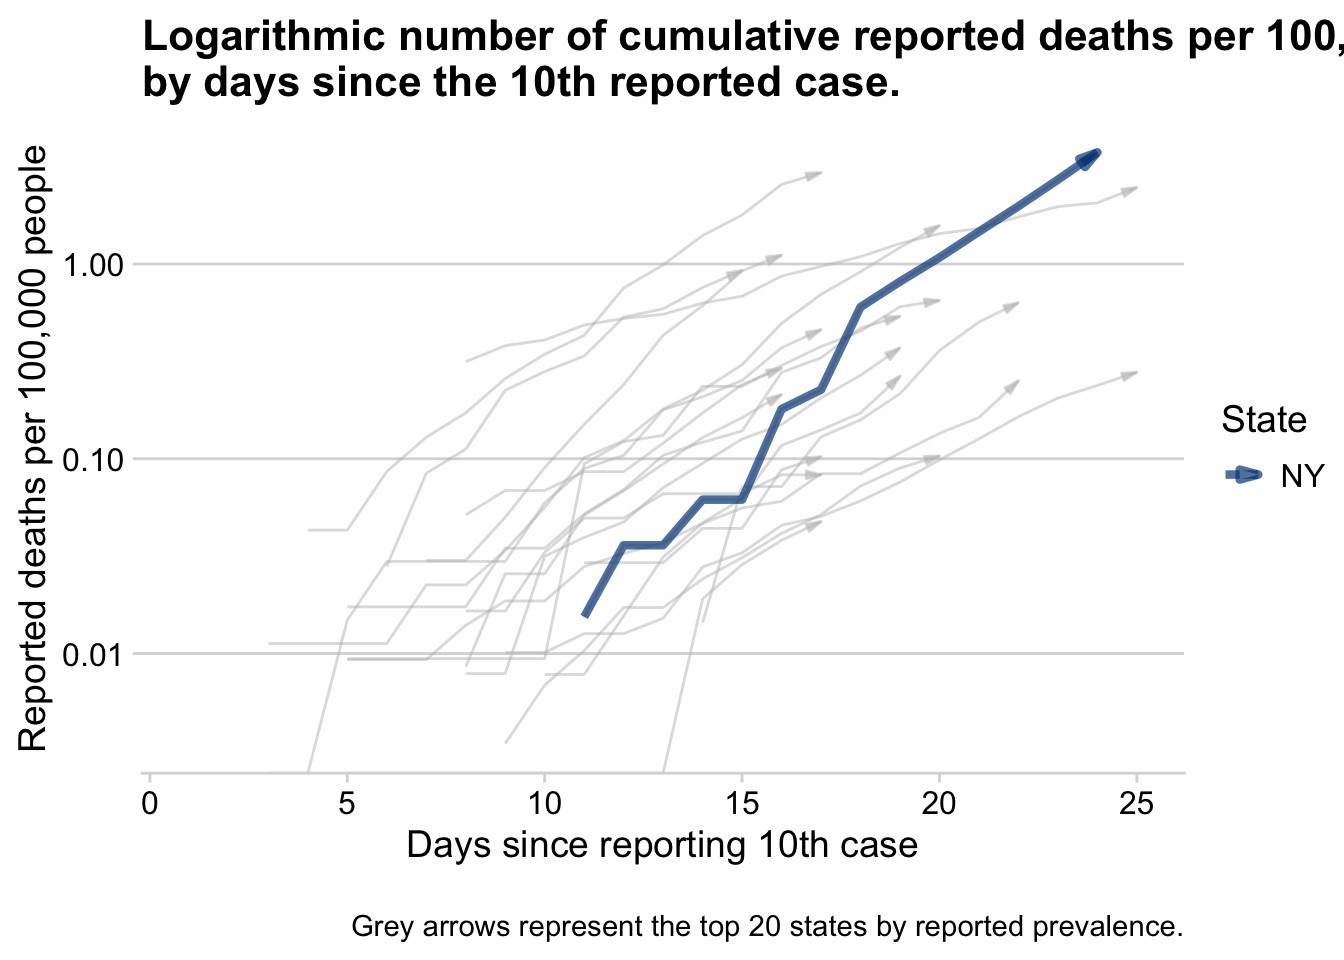 Logarithmic number of cumulative reported deaths per 100,
by days since the 10th reported case.
Reported deaths per 100,000 people
1.00
0.10
0.01
0
5
10
15
20
25
Days since reporting 10th case
State
NY
Grey arrows represent the top 20 states by reported prevalence.